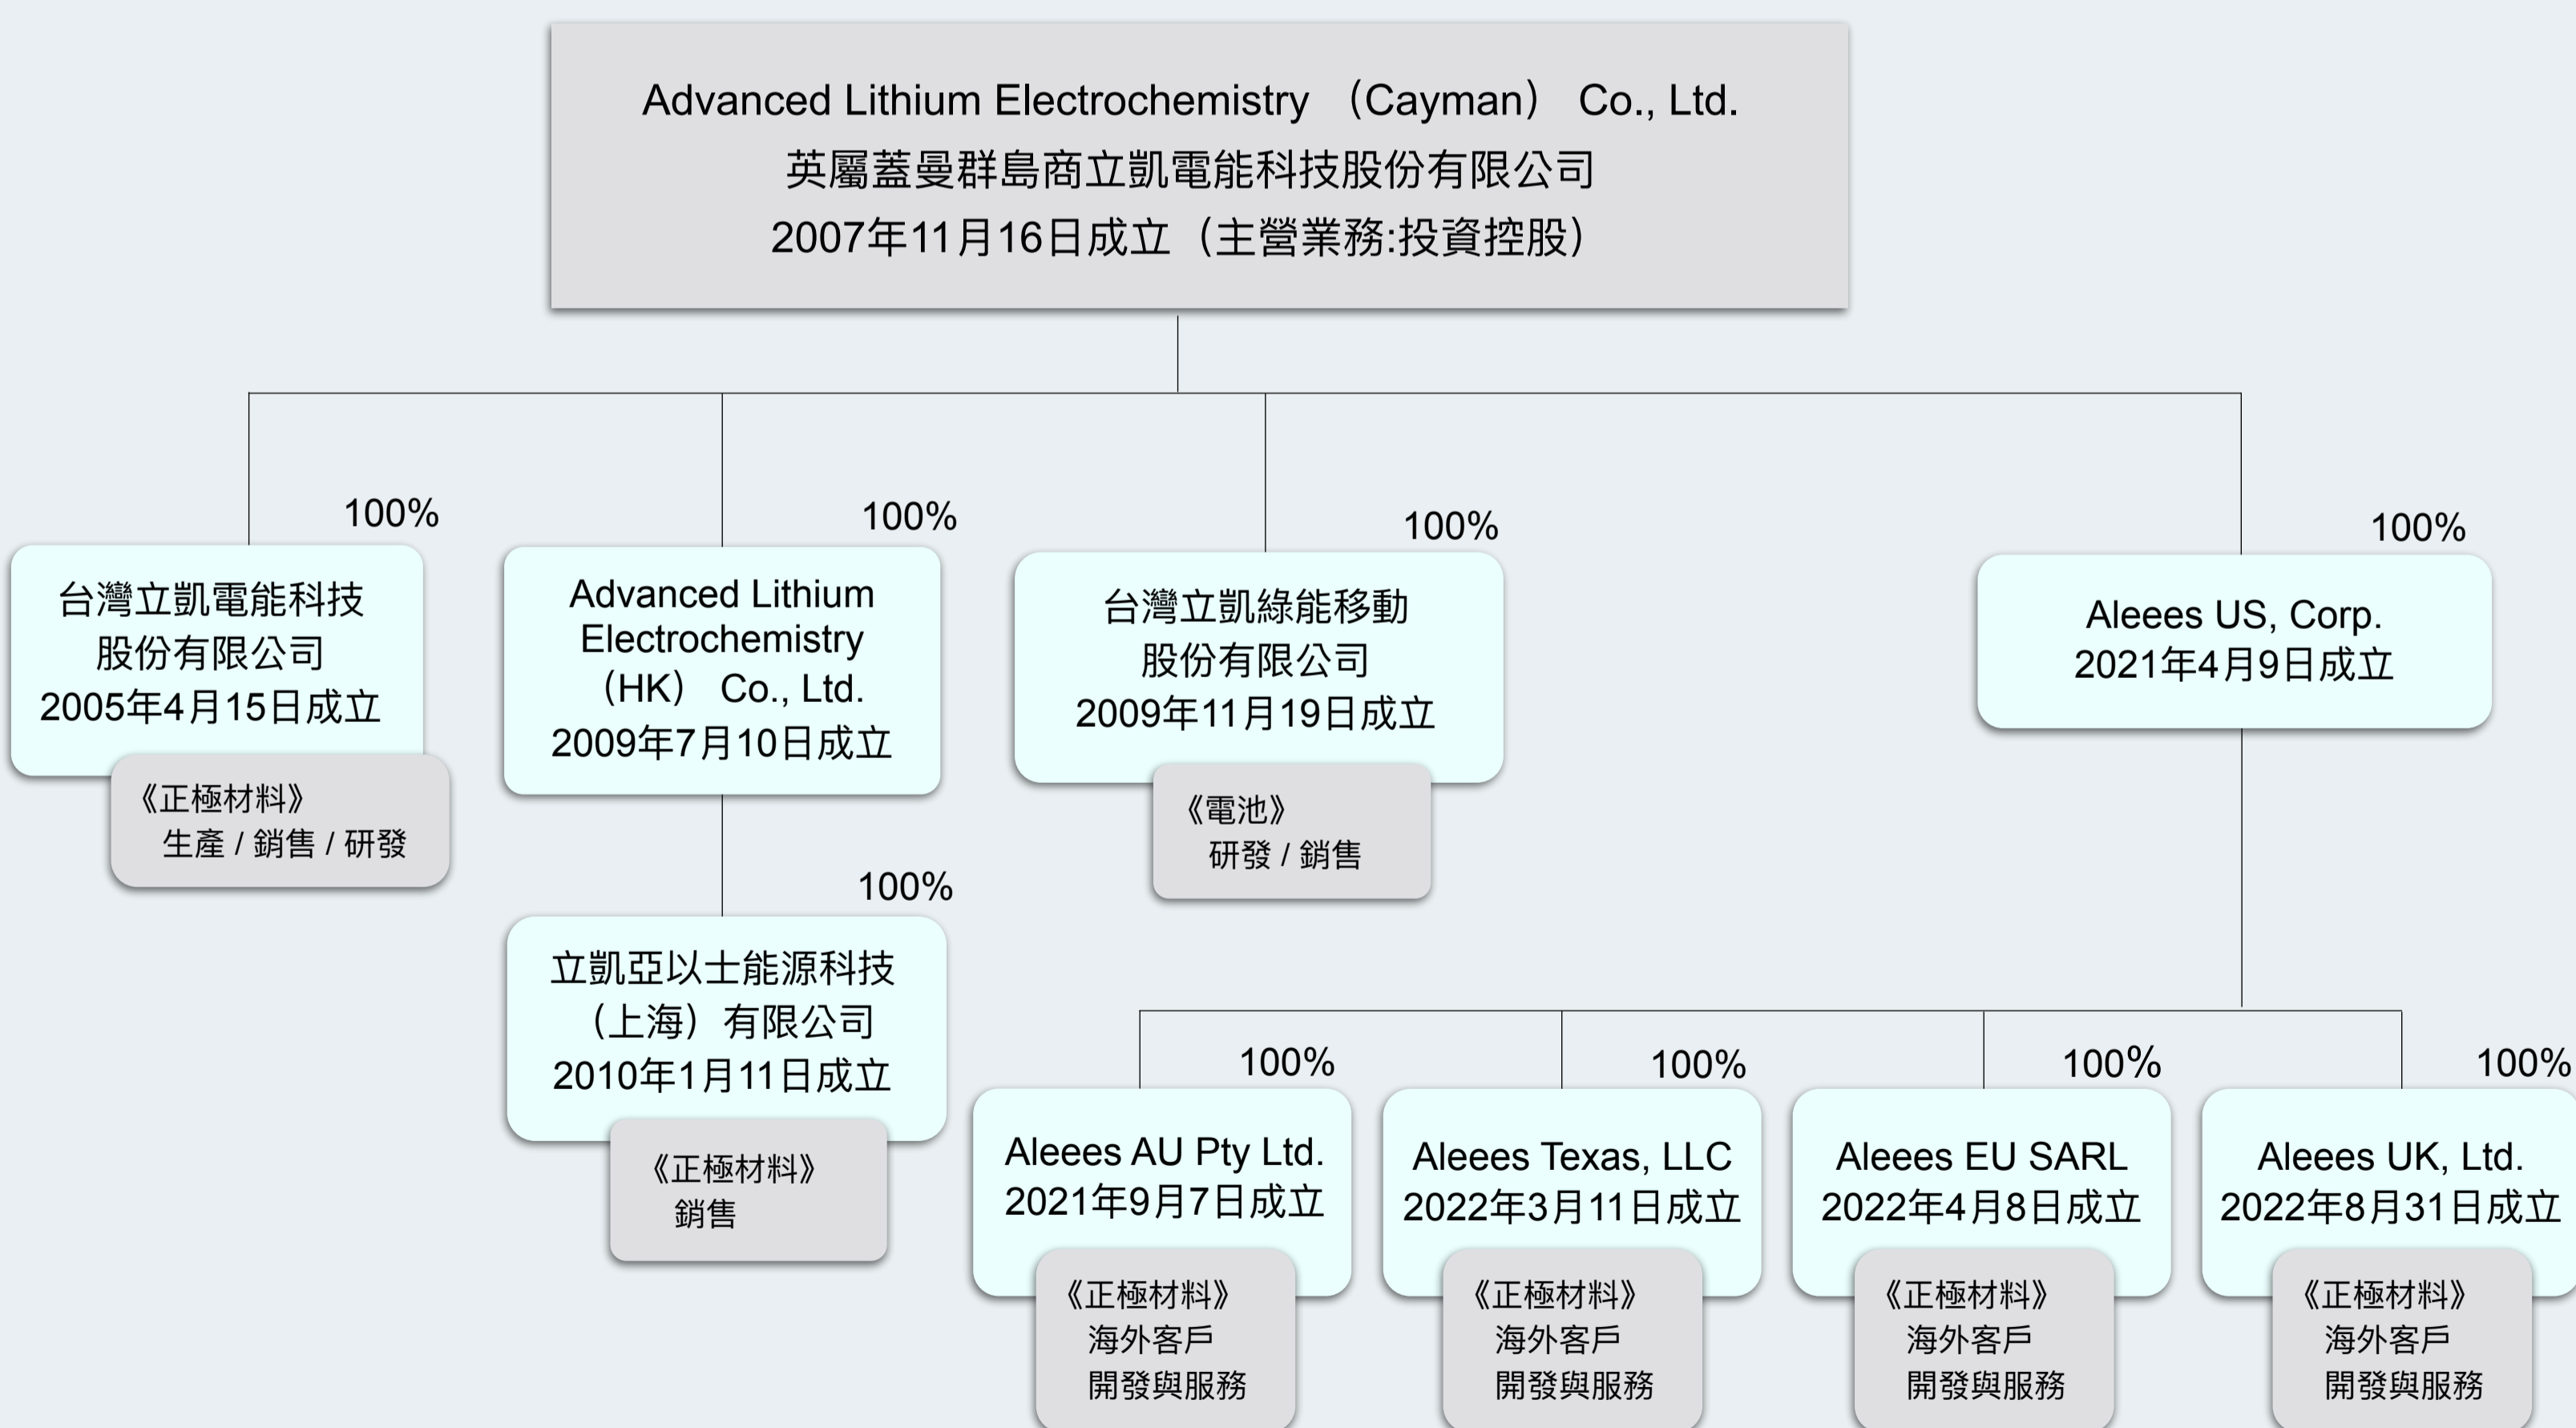 Advanced Lithium Electrochemistry （Cayman） Co., Ltd.
英屬蓋曼群島商立凱電能科技股份有限公司
2007年11月16日成立（主營業務:投資控股）
100%
台灣立凱電能科技
股份有限公司
2005年4月15日成立
《正極材料》
生產 / 銷售 / 研發
100%
Advanced Lithium
Electrochemistry
（HK） Co., Ltd.
2009年7月10日成立
100%
立凱亞以士能源科技
（上海）有限公司
2010年1月11日成立
《正極材料》
銷售
100%
台灣立凱綠能移動
股份有限公司
2009年11月19日成立
《電池》
研發 / 銷售
100%
Aleees US, Corp.
2021年4月9日成立
100%
Aleees AU Pty Ltd.
2021年9月7日成立
《正極材料》
海外客戶
開發與服務
100%
Aleees Texas, LLC
2022年3月11日成立
《正極材料》
海外客戶
開發與服務
100%
Aleees EU SARL
2022年4月8日成立
《正極材料》
海外客戶
開發與服務
100%
Aleees UK, Ltd.
2022年8月31日成立
《正極材料》
海外客戶
開發與服務